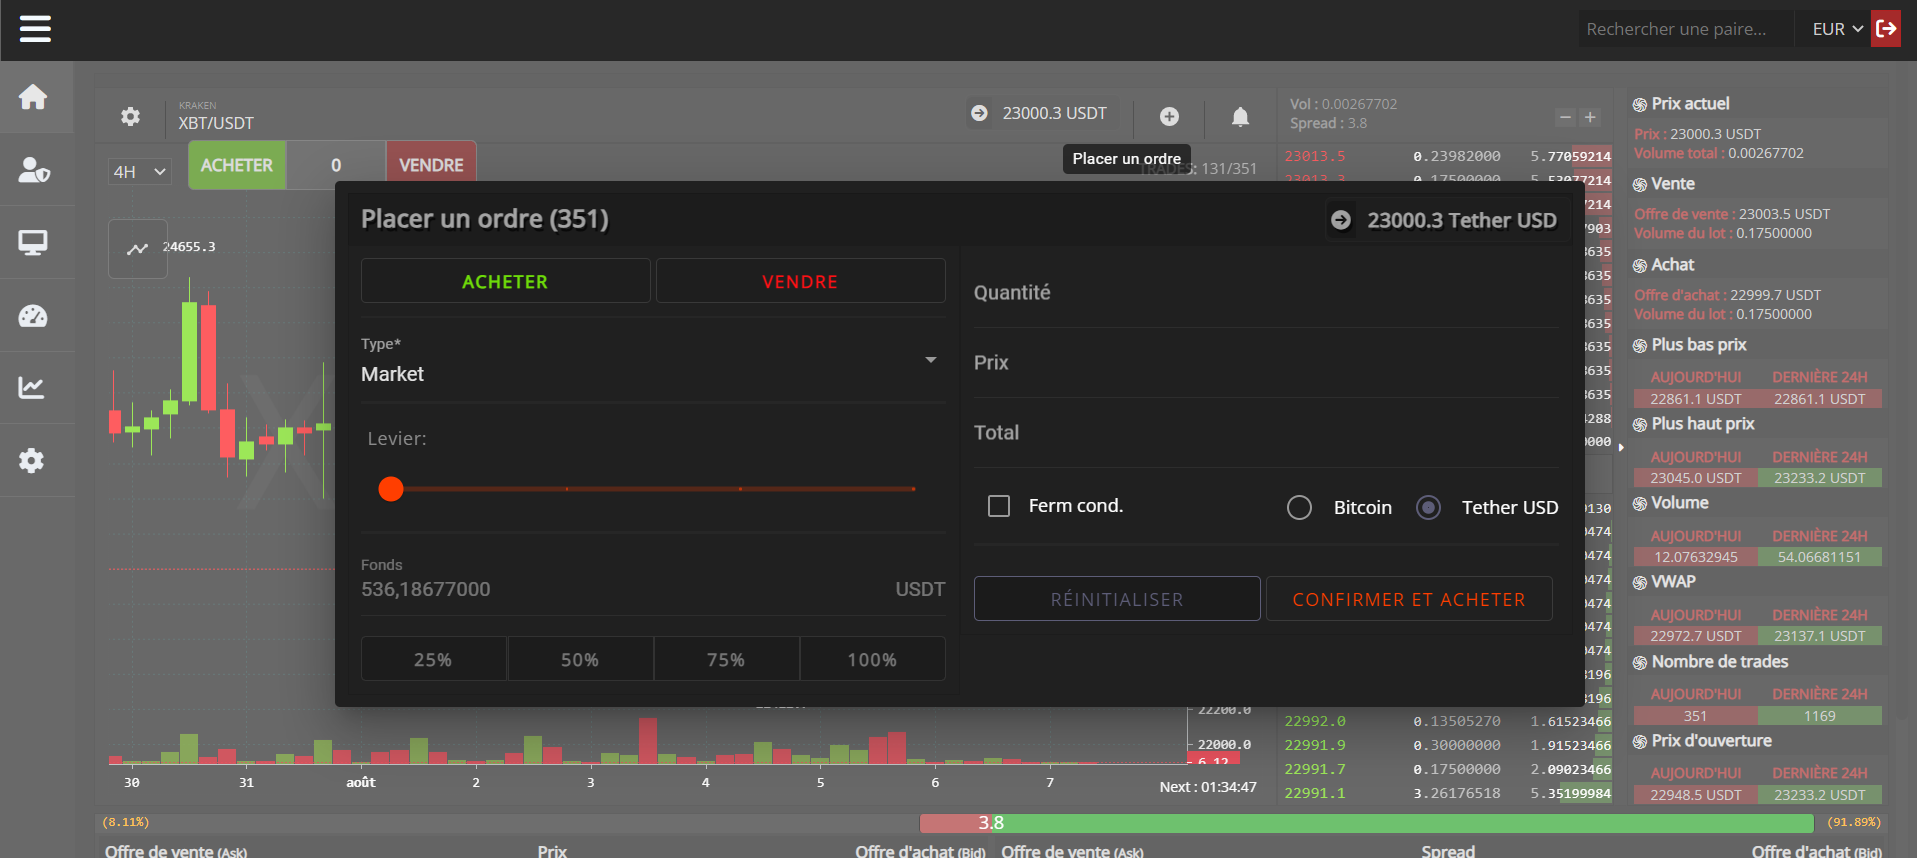 Rechercher une paire...
EUR
KRAKEN
XBT/USDT
23000.3 USDT
Vol : 0.00267702
Spread : 3.8
4H
ACHETER
0
VENDRE
Placer un ordre
TRADES: 131/351
24655.3
23013.5 0.23982000 5.77059214
Placer un ordre (351)
23000.3 Tether USD
ACHETER
VENDRE
Type*
Market
Levier:
Fonds
536,18677000 USDT
25% 50% 75% 100%
Quantité
Prix
Total
Ferm cond.
Bitcoin
Tether USD
RÉINITIALISER
CONFIRMER ET ACHETER
22992.0 0.13505270 1.61523466
22991.9 0.30000000 1.91523466
22991.7 0.17500000 2.09023466
22991.1 3.26176518 5.35199984
22200.0
22000.0
6.12
30 31 août 2 3 4 5 6 7
Next : 01:34:47
(8.11%)
3.8
(91.89%)
Offre de vente (Ask) Prix Offre d'achat (Bid) Offre de vente (Ask) Spread Offre d'achat (Bid)
Prix actuel
Prix : 23000.3 USDT
Volume total : 0.00267702
Vente
Offre de vente : 23003.5 USDT
Volume du lot : 0.17500000
Achat
Offre d'achat : 22999.7 USDT
Volume du lot : 0.17500000
Plus bas prix
AUJOURD'HUI DERNIÈRE 24H
22861.1 USDT 22861.1 USDT
Plus haut prix
AUJOURD'HUI DERNIÈRE 24H
23045.0 USDT 23233.2 USDT
Volume
AUJOURD'HUI DERNIÈRE 24H
12.07632945 54.06681151
VWAP
AUJOURD'HUI DERNIÈRE 24H
22972.7 USDT 23137.1 USDT
Nombre de trades
AUJOURD'HUI DERNIÈRE 24H
351 1169
Prix d'ouverture
AUJOURD'HUI DERNIÈRE 24H
22948.5 USDT 23233.2 USDT